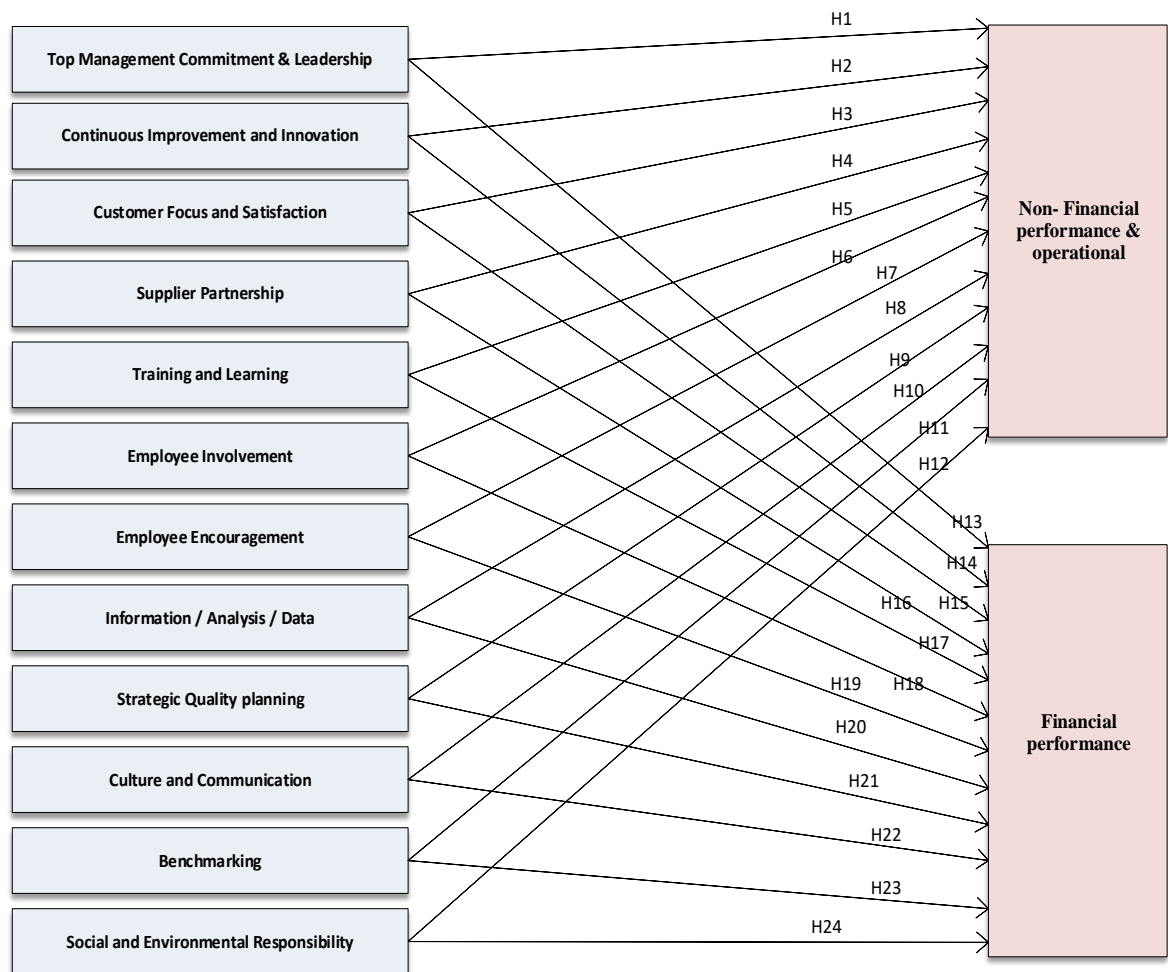 H1
Top Management Commitment & Leadership
H2
Continuous Improvement and Innovation
H3
Customer Focus and Satisfaction
H4
Supplier Partnership
H5
Training and Learning
H6
Employee Involvement
H7
Employee Encouragement
H8
Information / Analysis / Data
H9
Strategic Quality planning
H10
Culture and Communication
H11
Benchmarking
H12
Social and Environmental Responsibility
Non- Financial
performance &
operational
H13
H14
H15
H16
H17
H18
H19
H20
H21
H22
H23
H24
Financial
performance